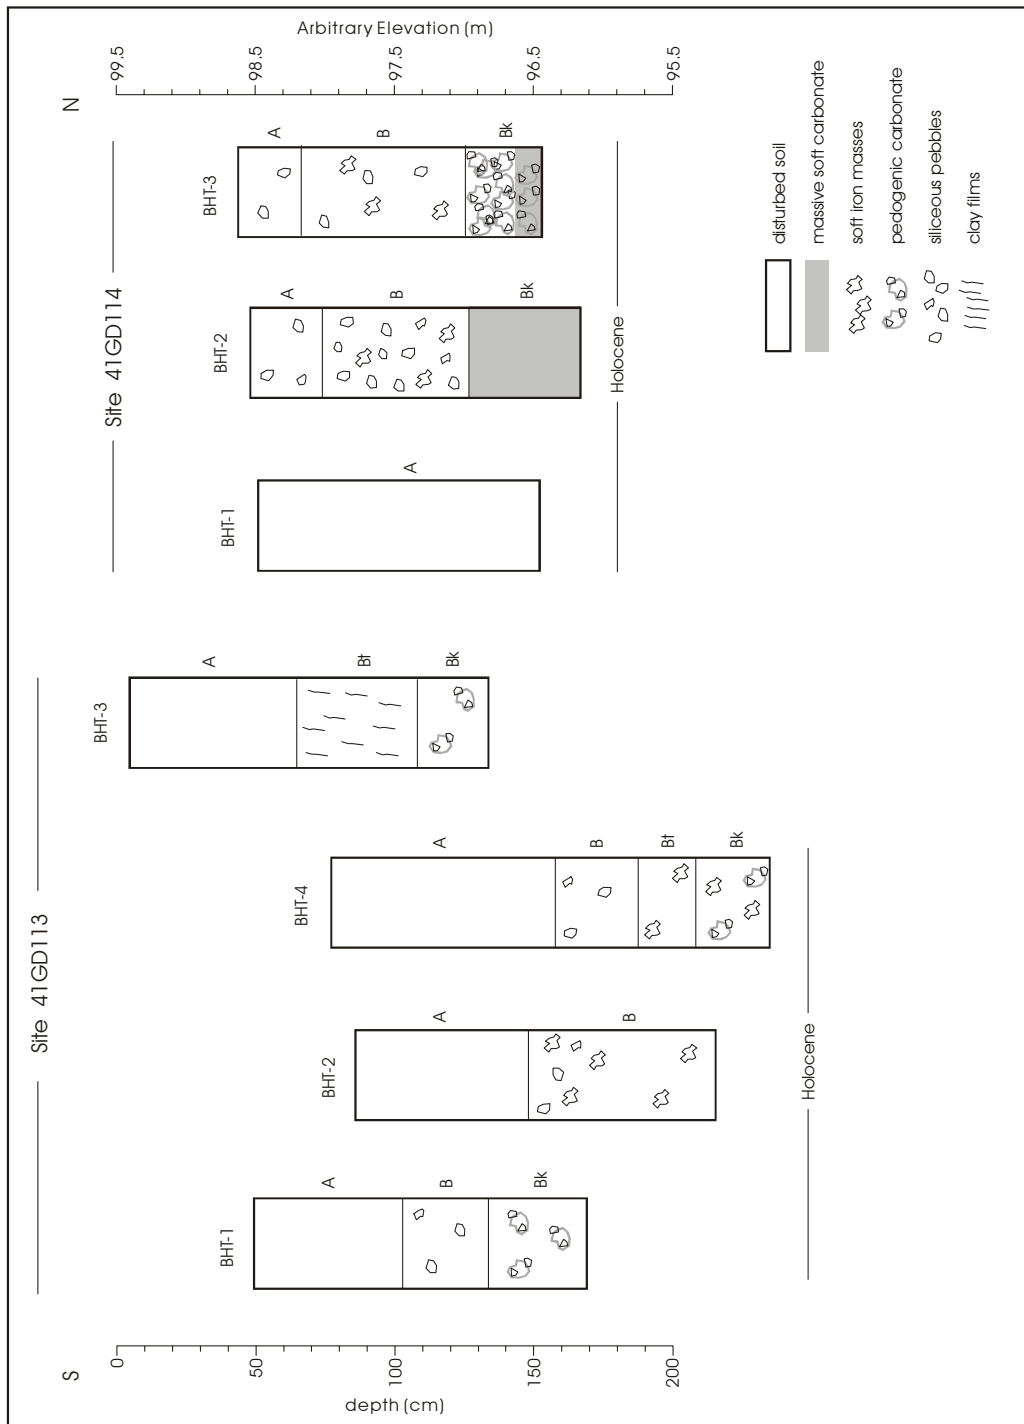 Site 41GD113
Site 41GD114
S
N
BHT-1
A
B
Bk
BHT-2
A
B
BHT-4
A
B
Bt
Bk
BHT-3
A
Bt
Bk
BHT-1
A
BHT-2
A
B
Bk
BHT-3
A
B
Bk
Holocene
Holocene
depth (cm)
0
50
100
150
200
Arbitrary Elevation (m)
99.5
98.5
97.5
96.5
95.5
disturbed soil
massive soft carbonate
soft iron masses
pedogenic carbonate
siliceous pebbles
clay films